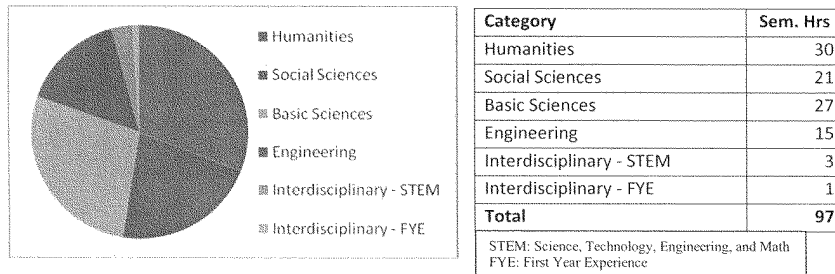 Humanities
Social Sciences
Basic Sciences
Engineering
Interdisciplinary - STEM
Interdisciplinary - FYE
Category Sem. Hrs
Humanities 30
Social Sciences 21
Basic Sciences 27
Engineering 15
Interdisciplinary - STEM 3
Interdisciplinary - FYE 1
Total 97
STEM: Science, Technology, Engineering, and Math
FYE: First Year Experience